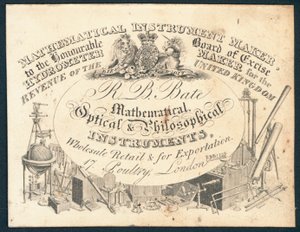 MATHEMATICAL INSTRUMENT MAKER
to the Honourable Board of Excise
HYDROMETER MAKER for the
REVENUE OF THE UNITED KINGDOM
R. B. Bate
Mathematical,
Optical & Philosophical
INSTRUMENTS,
Wholesale Retail & for Exportation.
17, Poultry, London